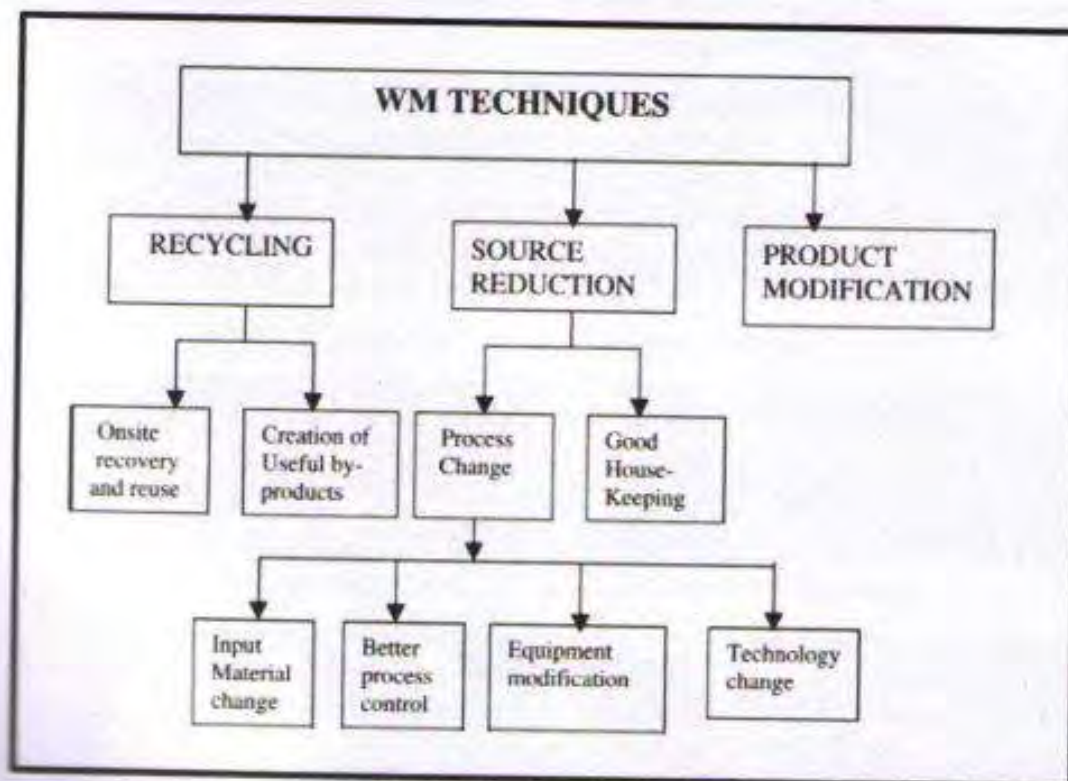 WM TECHNIQUES
RECYCLING
SOURCE
REDUCTION
PRODUCT
MODIFICATION
Onsite
recovery
and reuse
Creation of
Useful by-
products
Process
Change
Good
House-
Keeping
Input
Material
change
Better
process
control
Equipment
modification
Technology
change